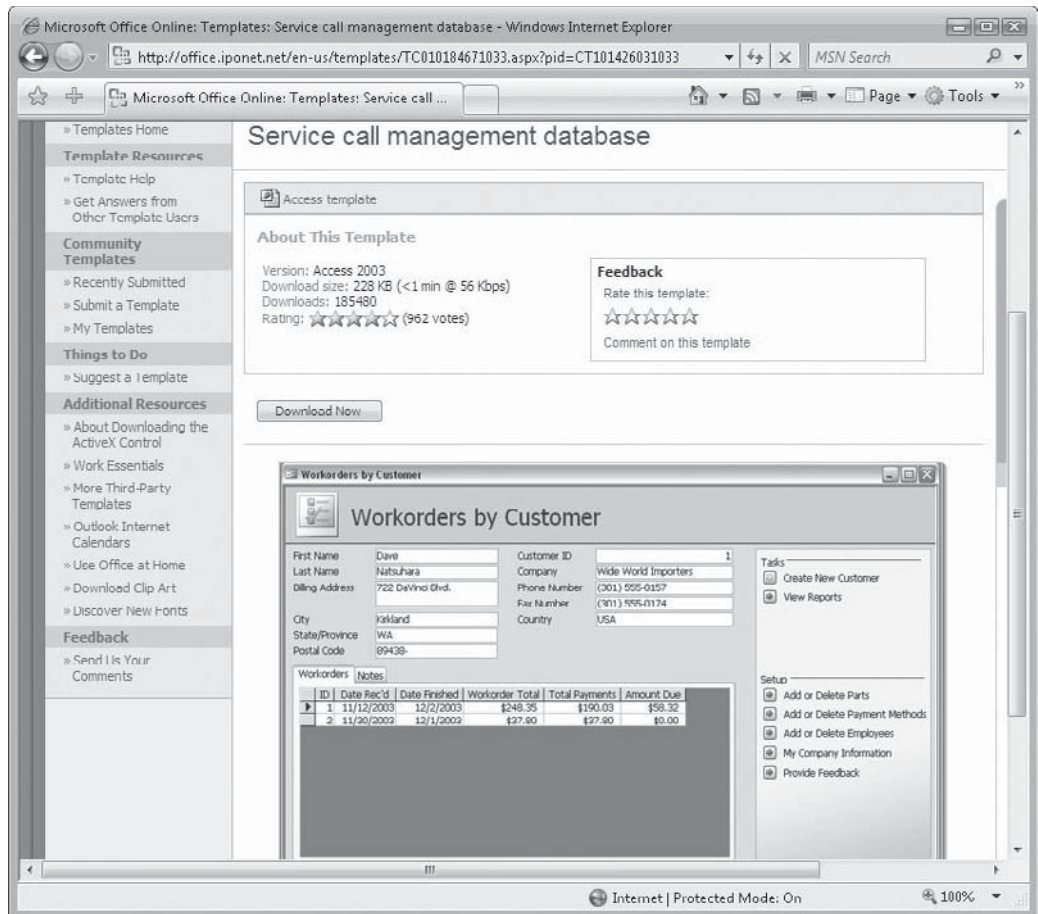 Microsoft Office Online: Templates: Service call management database - Windows Internet Explorer
http://office.iponet.net/en-us/templates/TC010184671033.aspx?pid=CT101426031033
MSN Search
Microsoft Office Online: Templates: Service call ...
Page
Tools
» Templates Home
Template Resources
» Template Help
» Get Answers from
Other Template Users
Community
Templates
» Recently Submitted
» Submit a Template
» My Templates
Things to Do
» Suggest a Template
Additional Resources
» About Downloading the
ActiveX Control
» Work Essentials
» More Third-Party
Templates
» Outlook Internet
Calendars
» Use Office at Home
» Download Clip Art
» Discover New Fonts
Feedback
» Send Us Your
Comments
Service call management database
Access template
About This Template
Version: Access 2003
Download size: 228 KB (<1 min @ 56 Kbps)
Downloads: 185480
Rating: (962 votes)
Feedback
Rate this template:
Comment on this template
Download Now
Workorders by Customer
Workorders by Customer
First Name Dave
Last Name Natsuhara
Billing Address 722 DaVinci Blvd.
City Kirkland
State/Province WA
Postal Code 89438-
Customer ID 1
Company Wide World Importers
Phone Number (301) 555-0157
Fax Number (301) 555-0174
Country USA
Tasks
Create New Customer
View Reports
Workorders Notes
ID Date Rec'd Date Finished Workorder Total Total Payments Amount Due
1 11/12/2003 12/2/2003 $248.35 $190.03 $58.32
2 11/20/2003 12/1/2003 $37.90 $37.90 $0.00
Setup
Add or Delete Parts
Add or Delete Payment Methods
Add or Delete Employees
My Company Information
Provide Feedback
Internet | Protected Mode: On
100%